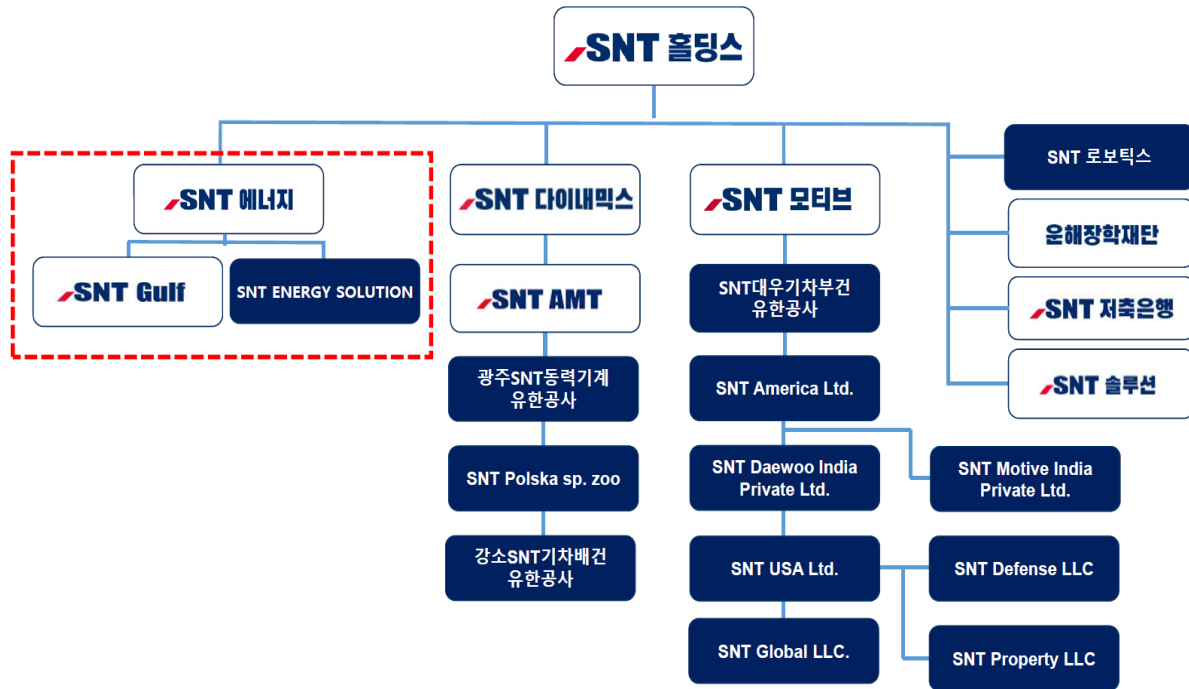 SNT 홀딩스
SNT 에너지
SNT Gulf
SNT ENERGY SOLUTION
SNT 다이내믹스
SNT AMT
광주SNT동력기계
유한공사
SNT Polska sp. zoo
강소SNT기차배건
유한공사
SNT 모티브
SNT대우기차부건
유한공사
SNT America Ltd.
SNT Daewoo India
Private Ltd.
SNT Motive India
Private Ltd.
SNT USA Ltd.
SNT Defense LLC
SNT Global LLC.
SNT Property LLC
SNT 로보틱스
운해장학재단
SNT 저축은행
SNT 솔루션